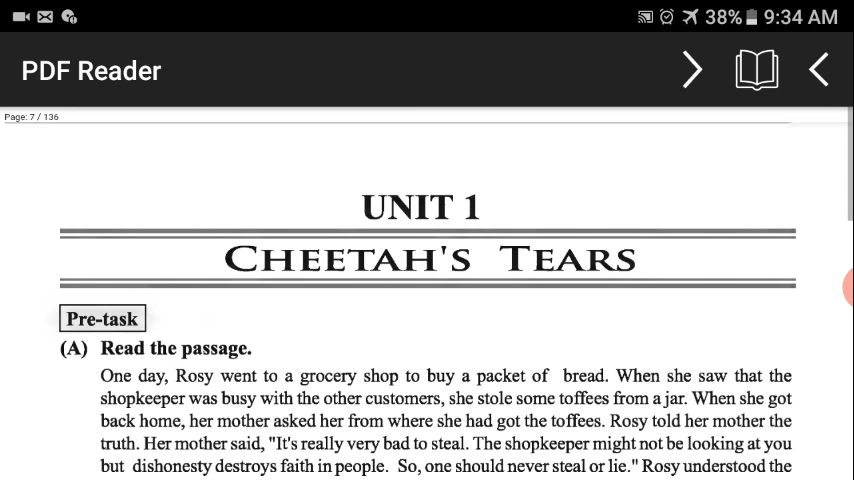 38% 9:34 AM
PDF Reader
Page: 7 / 136
UNIT 1
CHEETAH'S TEARS
Pre-task
(A) Read the passage.
One day, Rosy went to a grocery shop to buy a packet of bread. When she saw that the
shopkeeper was busy with the other customers, she stole some toffees from a jar. When she got
back home, her mother asked her from where she had got the toffees. Rosy told her mother the
truth. Her mother said, "It's really very bad to steal. The shopkeeper might not be looking at you
but dishonesty destroys faith in people. So, one should never steal or lie." Rosy understood the